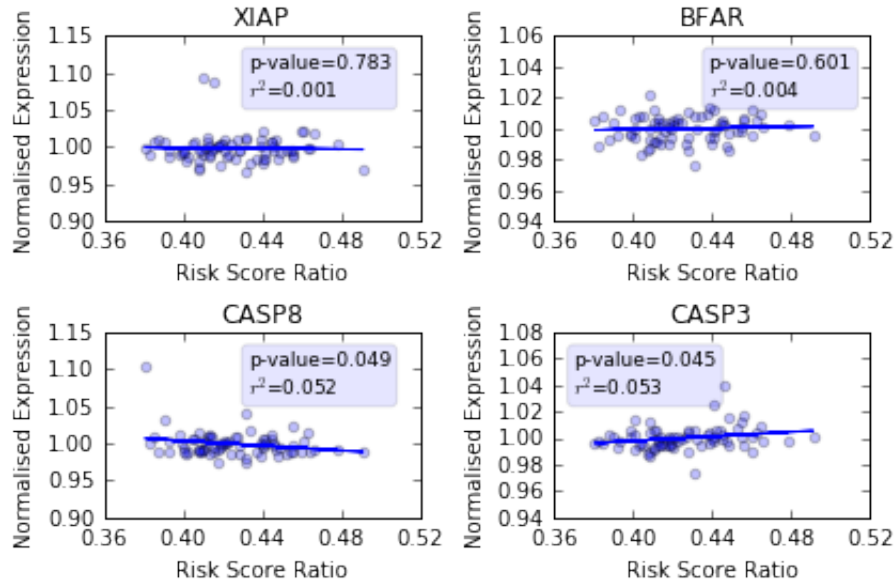 XIAP
Normalised Expression
1.15
1.10
1.05
1.00
0.95
0.90
p-value=0.783
r²=0.001
0.36 0.40 0.44 0.48 0.52
Risk Score Ratio
BFAR
Normalised Expression
1.06
1.04
1.02
1.00
0.98
0.96
0.94
p-value=0.601
r²=0.004
0.36 0.40 0.44 0.48 0.52
Risk Score Ratio
CASP8
Normalised Expression
1.15
1.10
1.05
1.00
0.95
0.90
p-value=0.049
r²=0.052
0.36 0.40 0.44 0.48 0.52
Risk Score Ratio
CASP3
Normalised Expression
1.08
1.06
1.04
1.02
1.00
0.98
0.96
0.94
p-value=0.045
r²=0.053
0.36 0.40 0.44 0.48 0.52
Risk Score Ratio